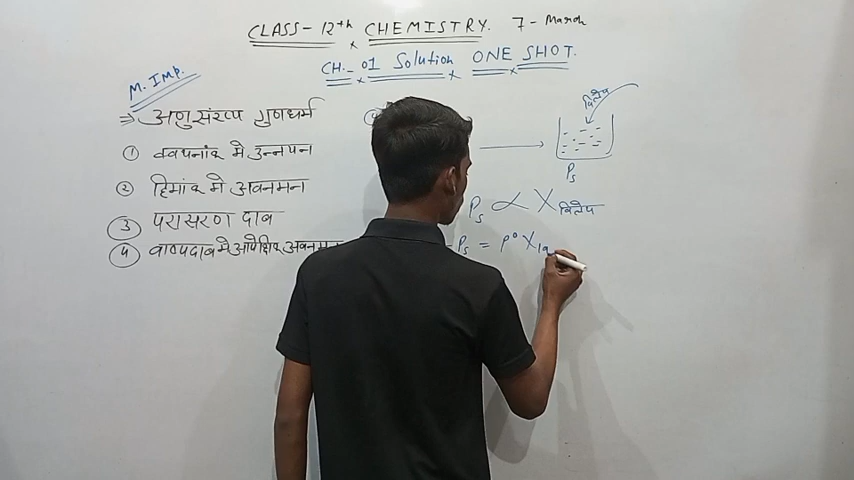 CLASS - 12th CHEMISTRY. 7 - March
CH. - 01 Solution ONE SHOT.
M. IMP.
⇒ अणु संख्य गुणधर्म
① क्वथनांक मे उन्नयन
② हिमांक मे अवनमन
③ परासरण दाब
④ वाष्पदाब मे आपेक्षिक अवनमन
विलेय
Ps
Ps ∝ X विलेय
Ps = P° X